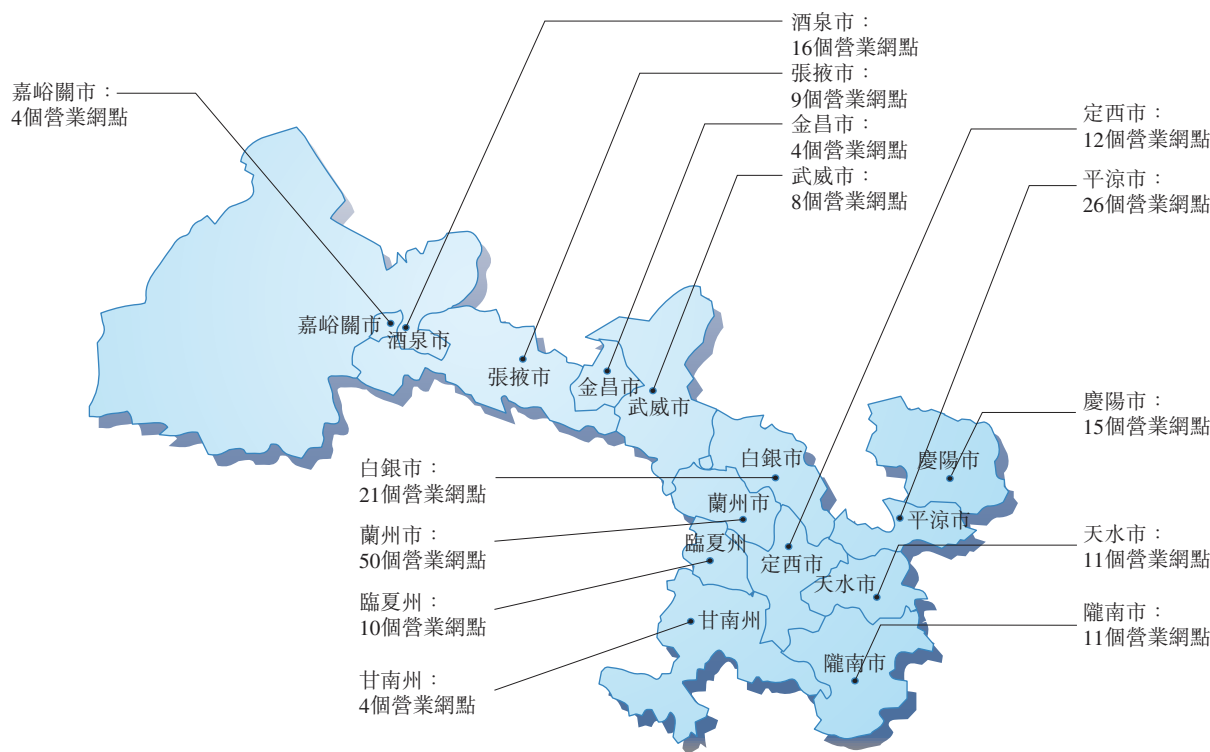 酒泉市：
16個營業網點
張掖市：
9個營業網點
金昌市：
4個營業網點
武威市：
8個營業網點
嘉峪關市：
4個營業網點
定西市：
12個營業網點
平涼市：
26個營業網點
慶陽市：
15個營業網點
天水市：
11個營業網點
隴南市：
11個營業網點
白銀市：
21個營業網點
蘭州市：
50個營業網點
臨夏州：
10個營業網點
甘南州：
4個營業網點
嘉峪關市
酒泉市
張掖市
金昌市
武威市
白銀市
慶陽市
蘭州市
平涼市
臨夏州
定西市
天水市
甘南州
隴南市